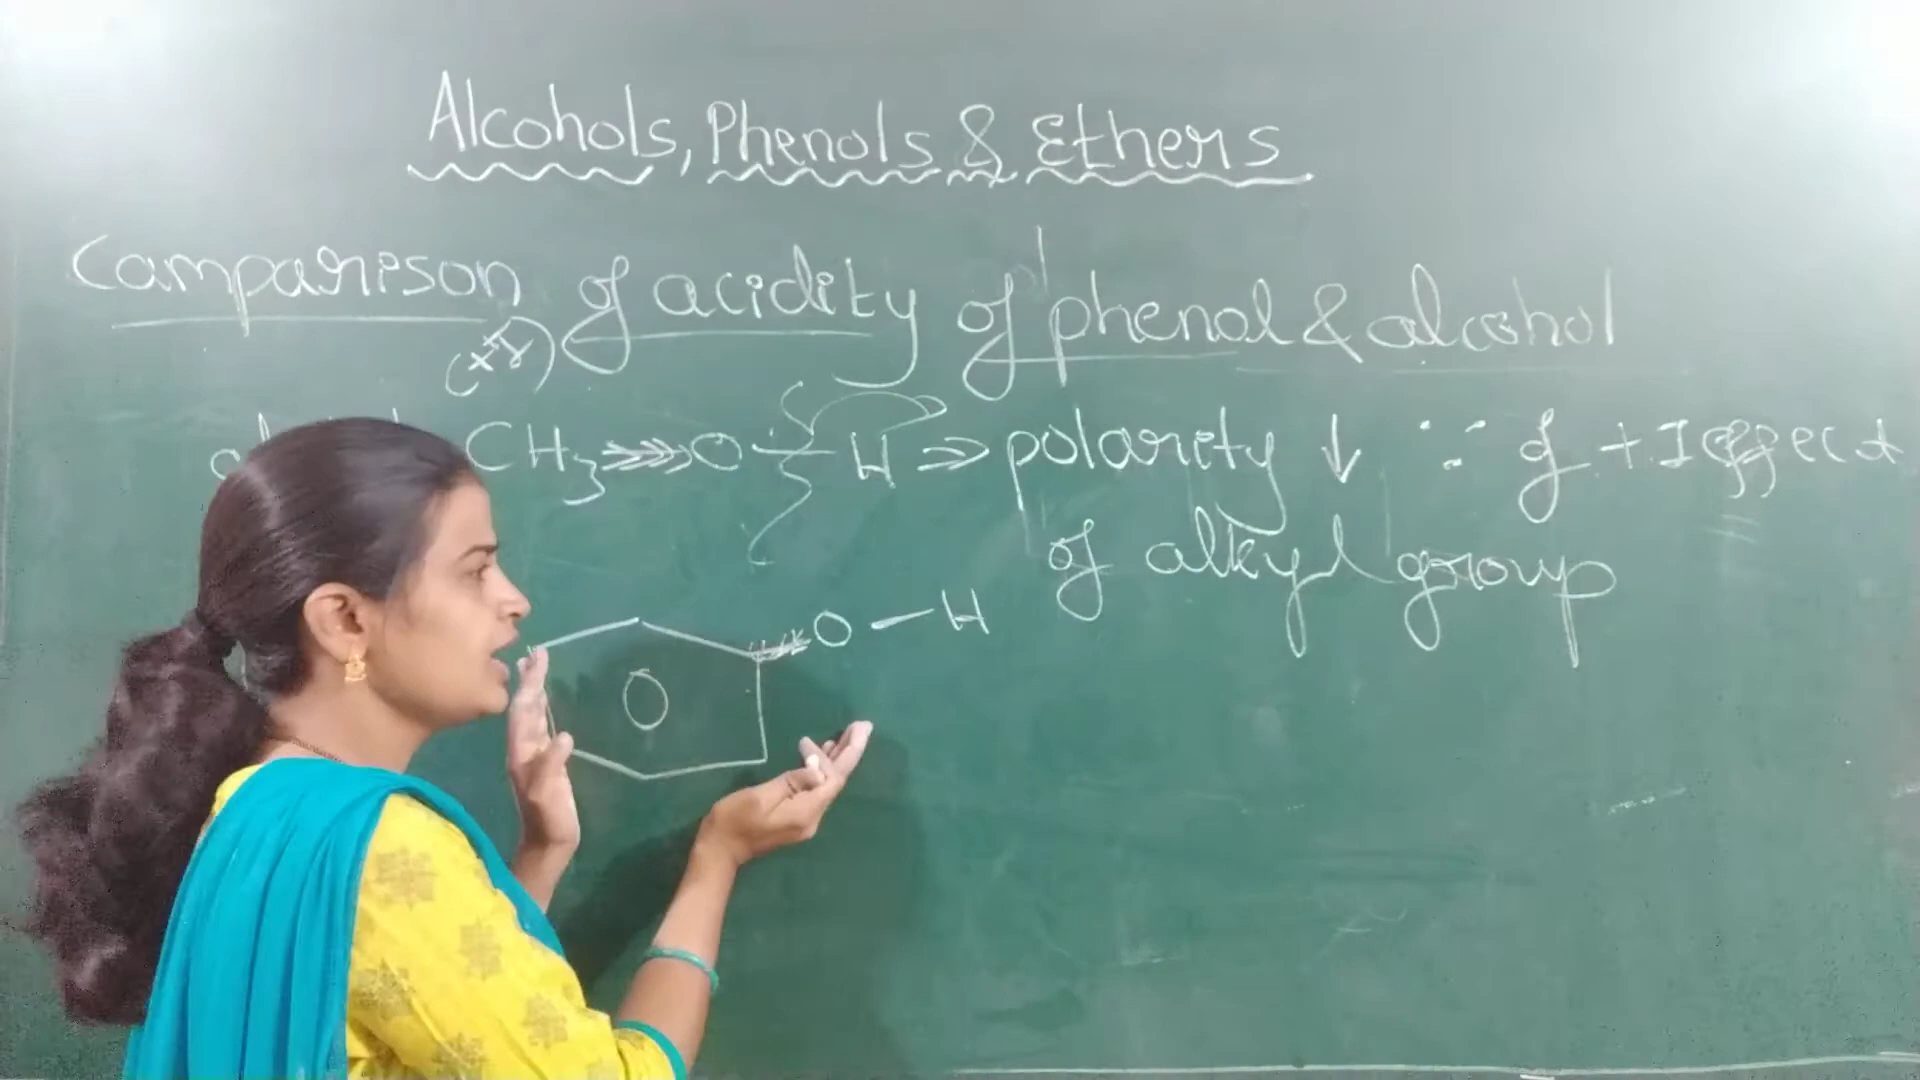 Alcohols, Phenols & Ethers
Comparison of acidity of phenol & alcohol
(**)
CH3 O H ⇒ polarity ↓ ∵ of + I effect
of alkyl group
O — H